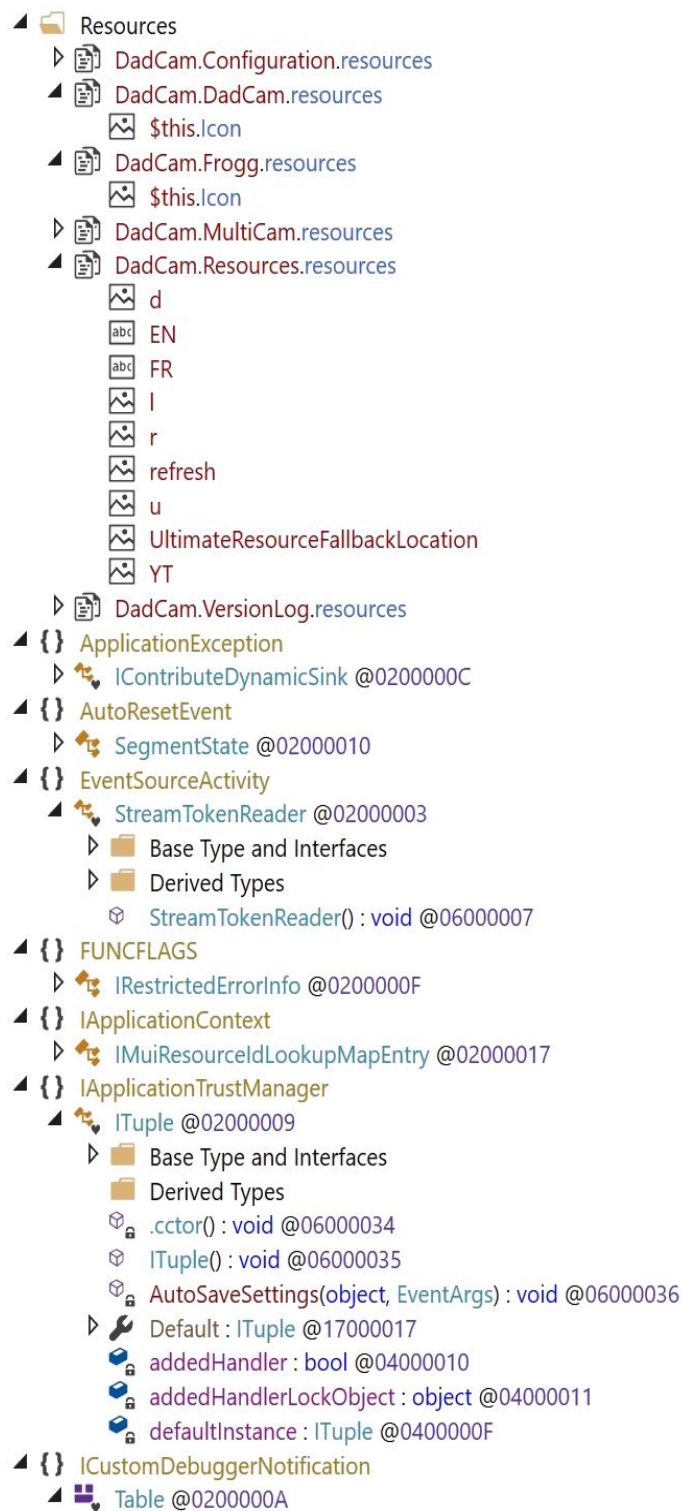 Resources
DadCam.Configuration.resources
DadCam.DadCam.resources
$this.Icon
DadCam.Frogg.resources
$this.Icon
DadCam.MultiCam.resources
DadCam.Resources.resources
d
abc EN
abc FR
l
r
refresh
u
UltimateResourceFallbackLocation
YT
DadCam.VersionLog.resources
{} ApplicationException
IContributeDynamicSink @0200000C
{} AutoResetEvent
SegmentState @02000010
{} EventSourceActivity
StreamTokenReader @02000003
Base Type and Interfaces
Derived Types
StreamTokenReader() : void @06000007
{} FUNCFLAGS
IRestrictedErrorInfo @0200000F
{} IApplicationContext
IMuiResourceIdLookupMapEntry @02000017
{} IApplicationTrustManager
ITuple @02000009
Base Type and Interfaces
Derived Types
.cctor() : void @06000034
ITuple() : void @06000035
AutoSaveSettings(object, EventArgs) : void @06000036
Default : ITuple @17000017
addedHandler : bool @04000010
addedHandlerLockObject : object @04000011
defaultInstance : ITuple @0400000F
{} ICustomDebuggerNotification
Table @0200000A